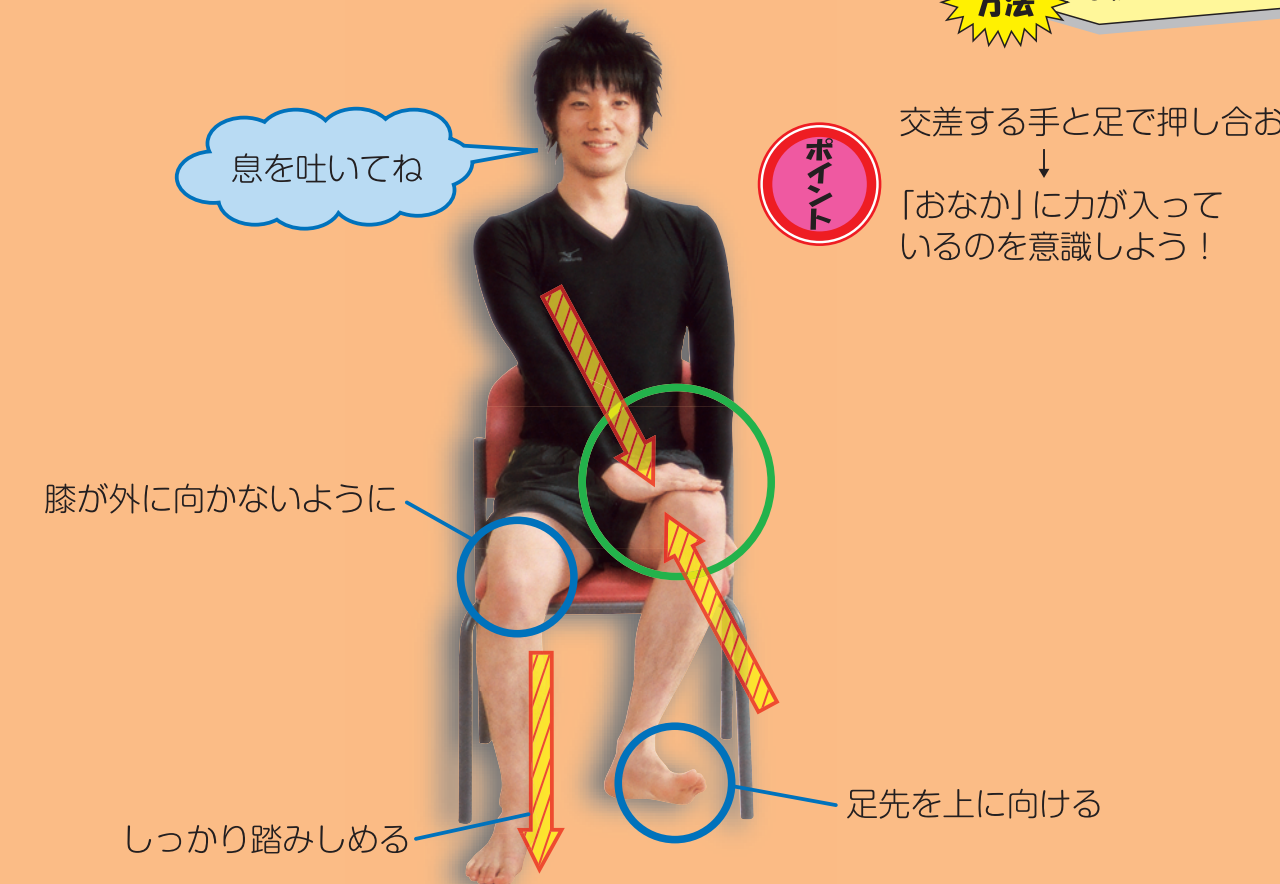 方法
息を吐いてね
ポイント
交差する手と足で押し合お
↓
「おなか」に力が入って
いるのを意識しよう！
膝が外に向かないように
足先を上に向ける
しっかり踏みしめる